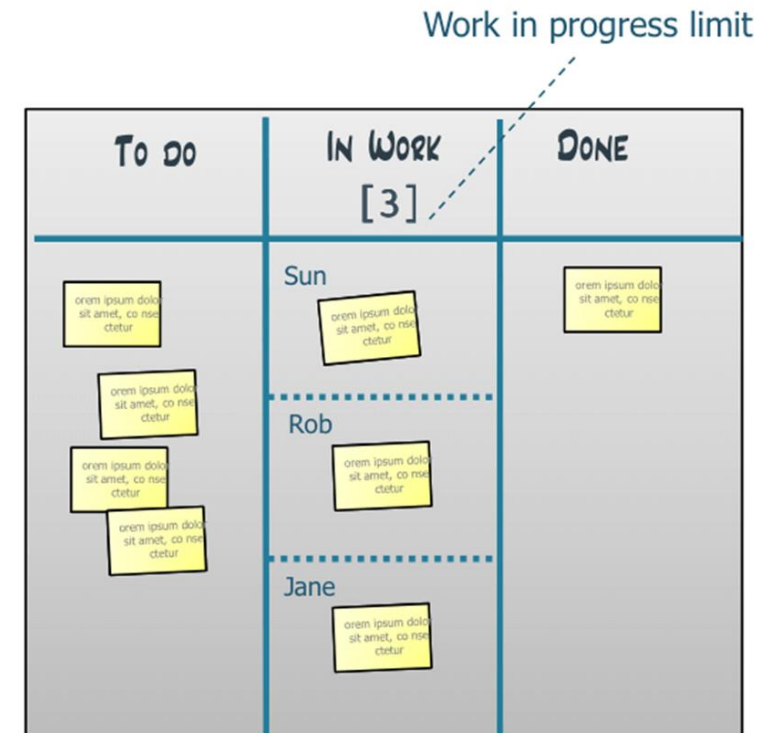 Work in progress limit
To do
In Work
[3]
Done
orem ipsum dolo
sit amet, co nse
ctetur
orem ipsum dolo
sit amet, co nse
ctetur
orem ipsum dolo
sit amet, co nse
ctetur
orem ipsum dolo
sit amet, co nse
ctetur
Sun
orem ipsum dolo
sit amet, co nse
ctetur
Rob
orem ipsum dolo
sit amet, co nse
ctetur
Jane
orem ipsum dolo
sit amet, co nse
ctetur
orem ipsum dolo
sit amet, co nse
ctetur